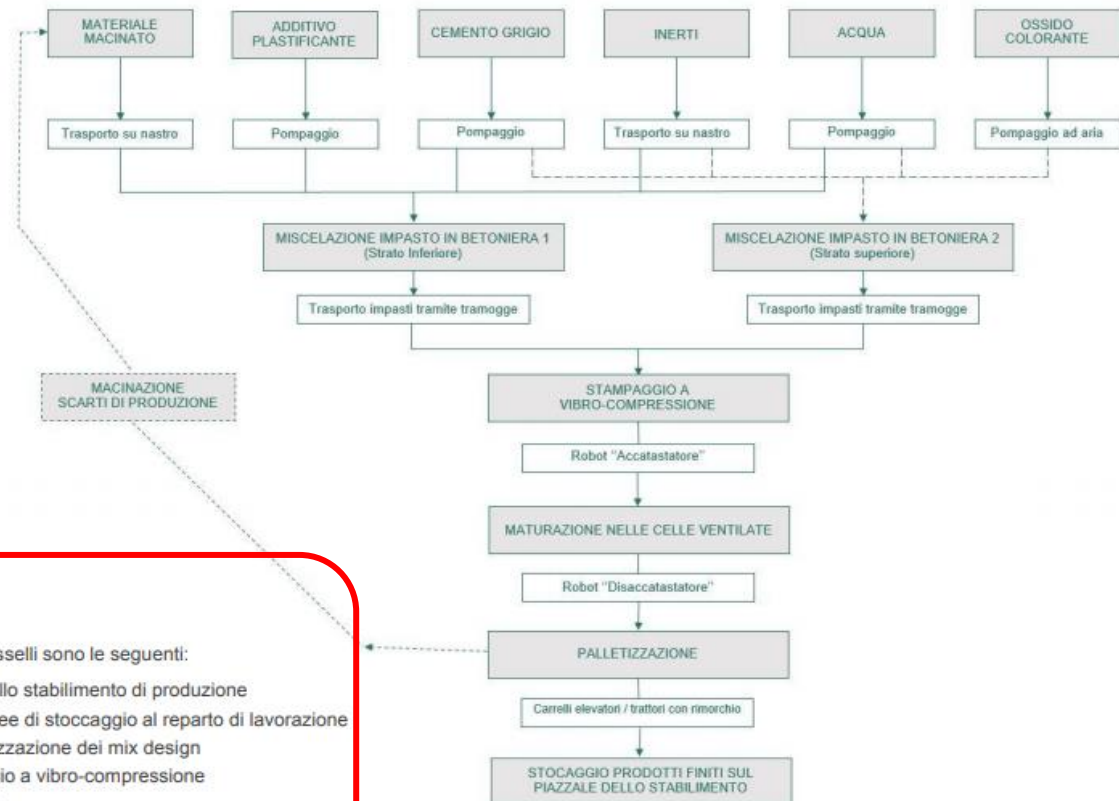 MATERIALE
MACINATO
ADDITIVO
PLASTIFICANTE
CEMENTO GRIGIO
INERTI
ACQUA
OSSIDO
COLORANTE
Trasporto su nastro
Pompaggio
Pompaggio
Trasporto su nastro
Pompaggio
Pompaggio ad aria
MISCELAZIONE IMPASTO IN BETONIERA 1
(Strato Inferiore)
MISCELAZIONE IMPASTO IN BETONIERA 2
(Strato superiore)
Trasporto impasti tramite tramogge
Trasporto impasti tramite tramogge
MACINAZIONE
SCARTI DI PRODUZIONE
STAMPAGGIO A
VIBRO-COMPRESSIONE
Robot "Accatastatore"
MATURAZIONE NELLE CELLE VENTILATE
Robot "Disaccatastatore"
PALLETIZZAZIONE
Carrelli elevatori / trattori con rimorchio
STOCAGGIO PRODOTTI FINITI SUL
PIAZZALE DELLO STABILIMENTO
sselli sono le seguenti:
llo stabilimento di produzione
ee di stoccaggio al reparto di lavorazione
zzazione dei mix design
io a vibro-compressione